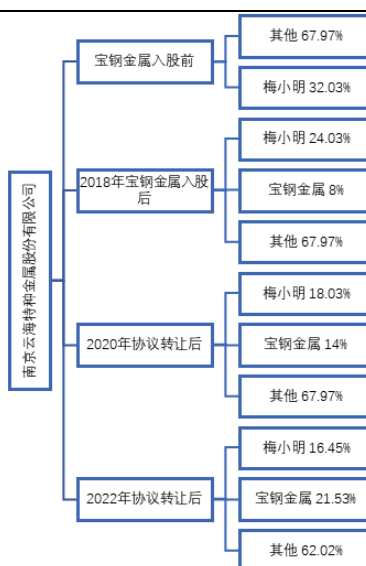 南京云海特种金属股份有限公司
宝钢金属入股前
其他 67.97%
梅小明 32.03%
2018年宝钢金属入股
后
梅小明 24.03%
宝钢金属 8%
其他 67.97%
2020年协议转让后
梅小明 18.03%
宝钢金属 14%
其他 67.97%
2022年协议转让后
梅小明 16.45%
宝钢金属 21.53%
其他 62.02%